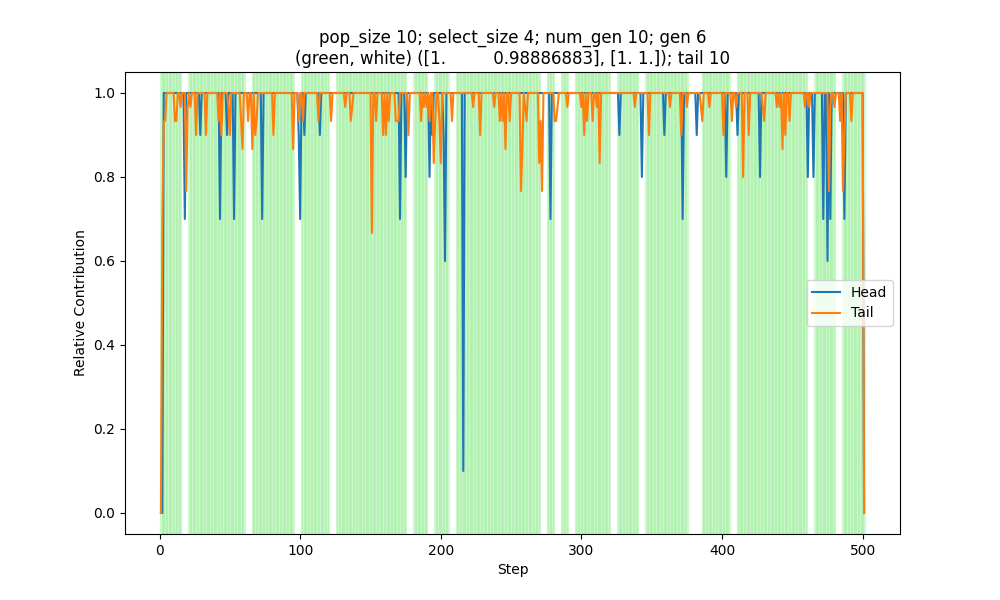 pop_size 10; select_size 4; num_gen 10; gen 6
(green, white) ([1.         0.98886883], [1. 1.]); tail 10
1.0
0.8
0.6
0.4
0.2
0.0
Relative Contribution
Head
Tail
0 100 200 300 400 500
Step